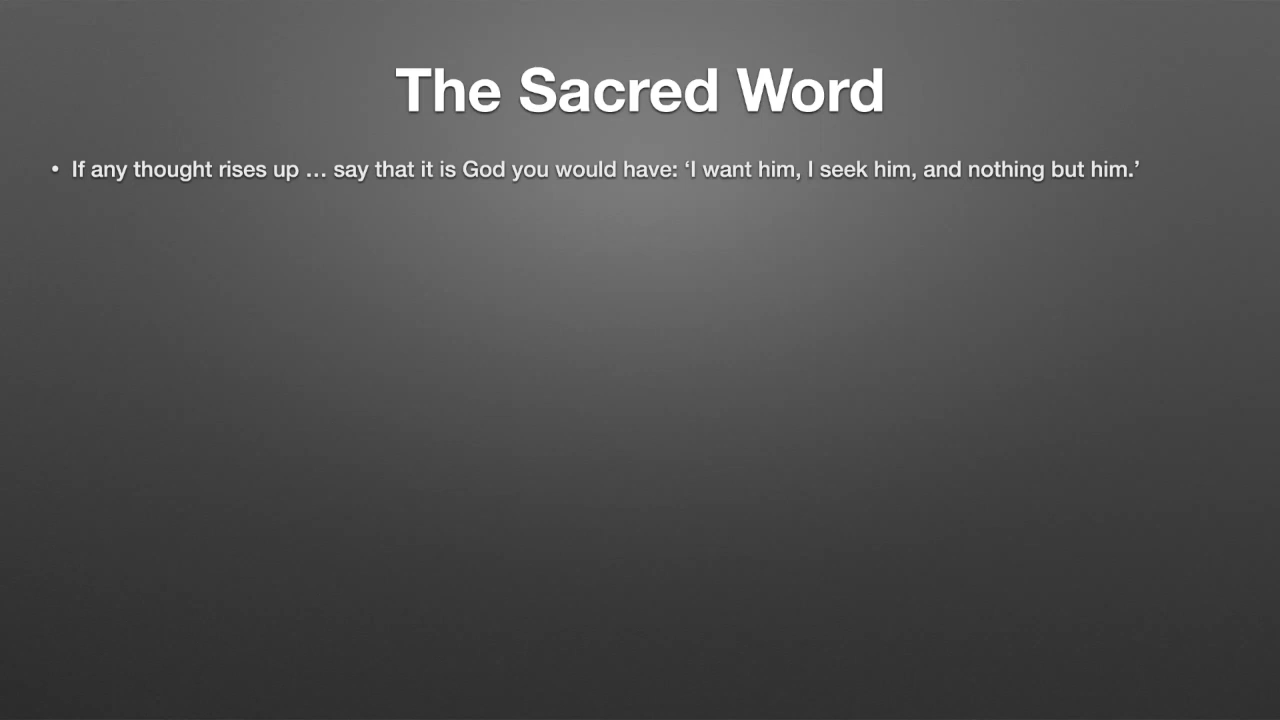 The Sacred Word
• If any thought rises up … say that it is God you would have: ‘I want him, I seek him, and nothing but him.’